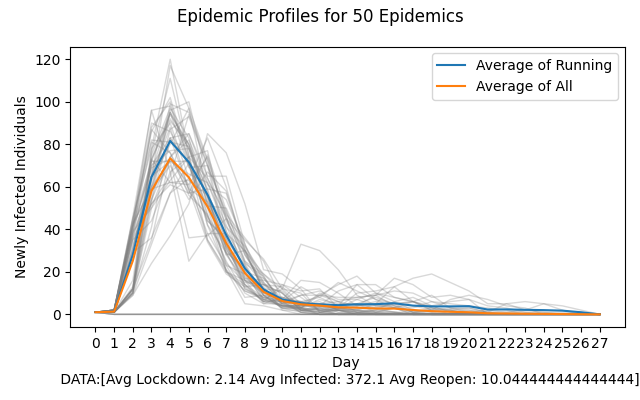 Epidemic Profiles for 50 Epidemics
Average of Running
Average of All
Newly Infected Individuals
120
100
80
60
40
20
0
0 1 2 3 4 5 6 7 8 9 10 11 12 13 14 15 16 17 18 19 20 21 22 23 24 25 26 27
Day
DATA:[Avg Lockdown: 2.14 Avg Infected: 372.1 Avg Reopen: 10.044444444444444]